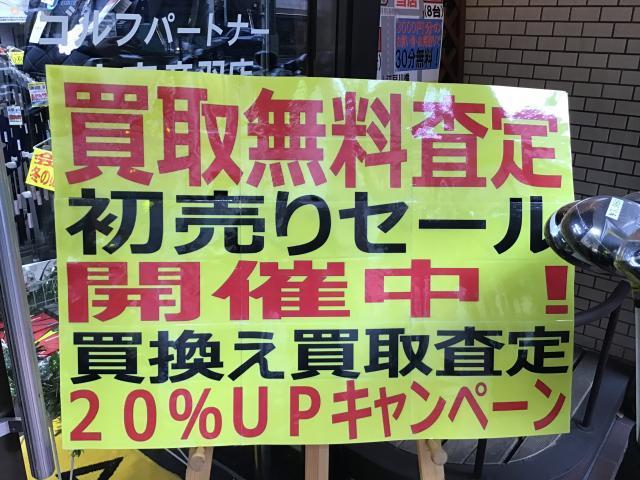 ゴルフパートナー
買取無料査定
初売りセール
開催中！
買換え買取査定
20%UPキャンペーン
(8台)
30分無料